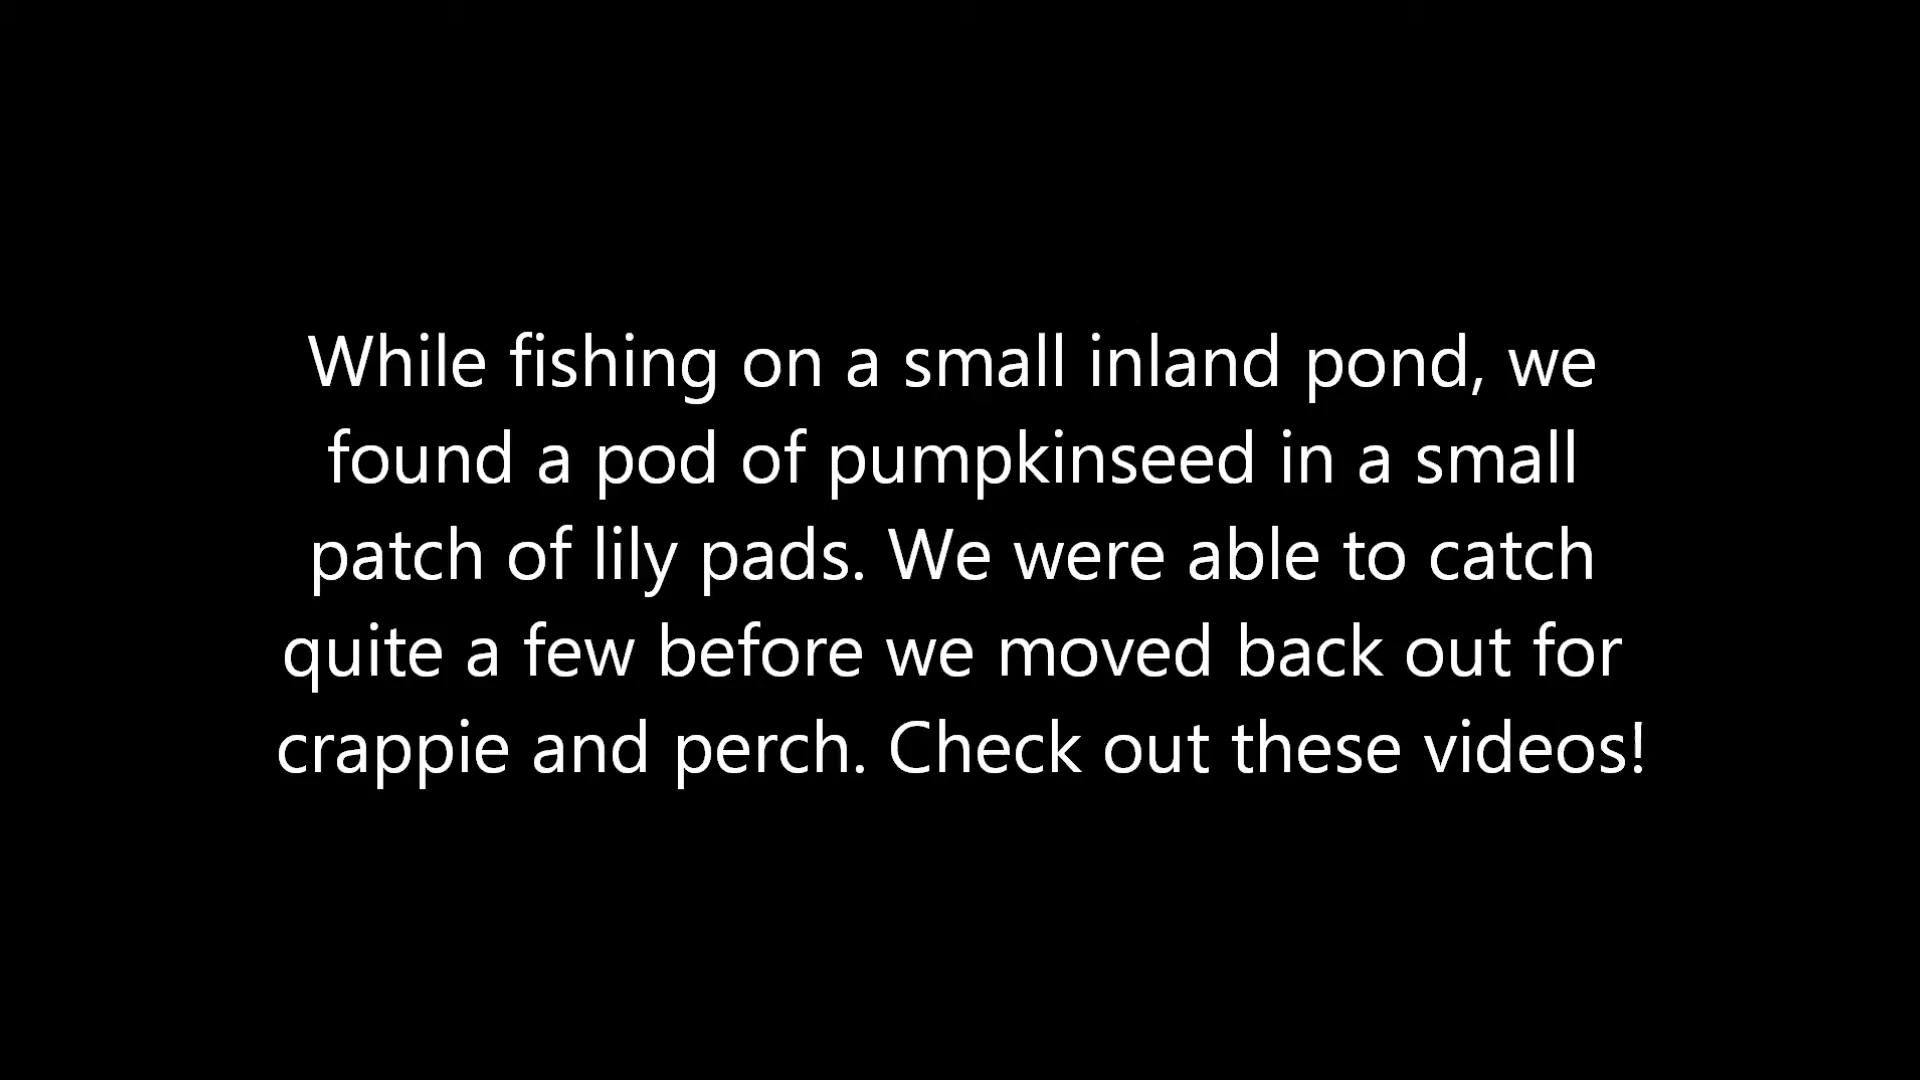 While fishing on a small inland pond, we
found a pod of pumpkinseed in a small
patch of lily pads. We were able to catch
quite a few before we moved back out for
crappie and perch. Check out these videos!